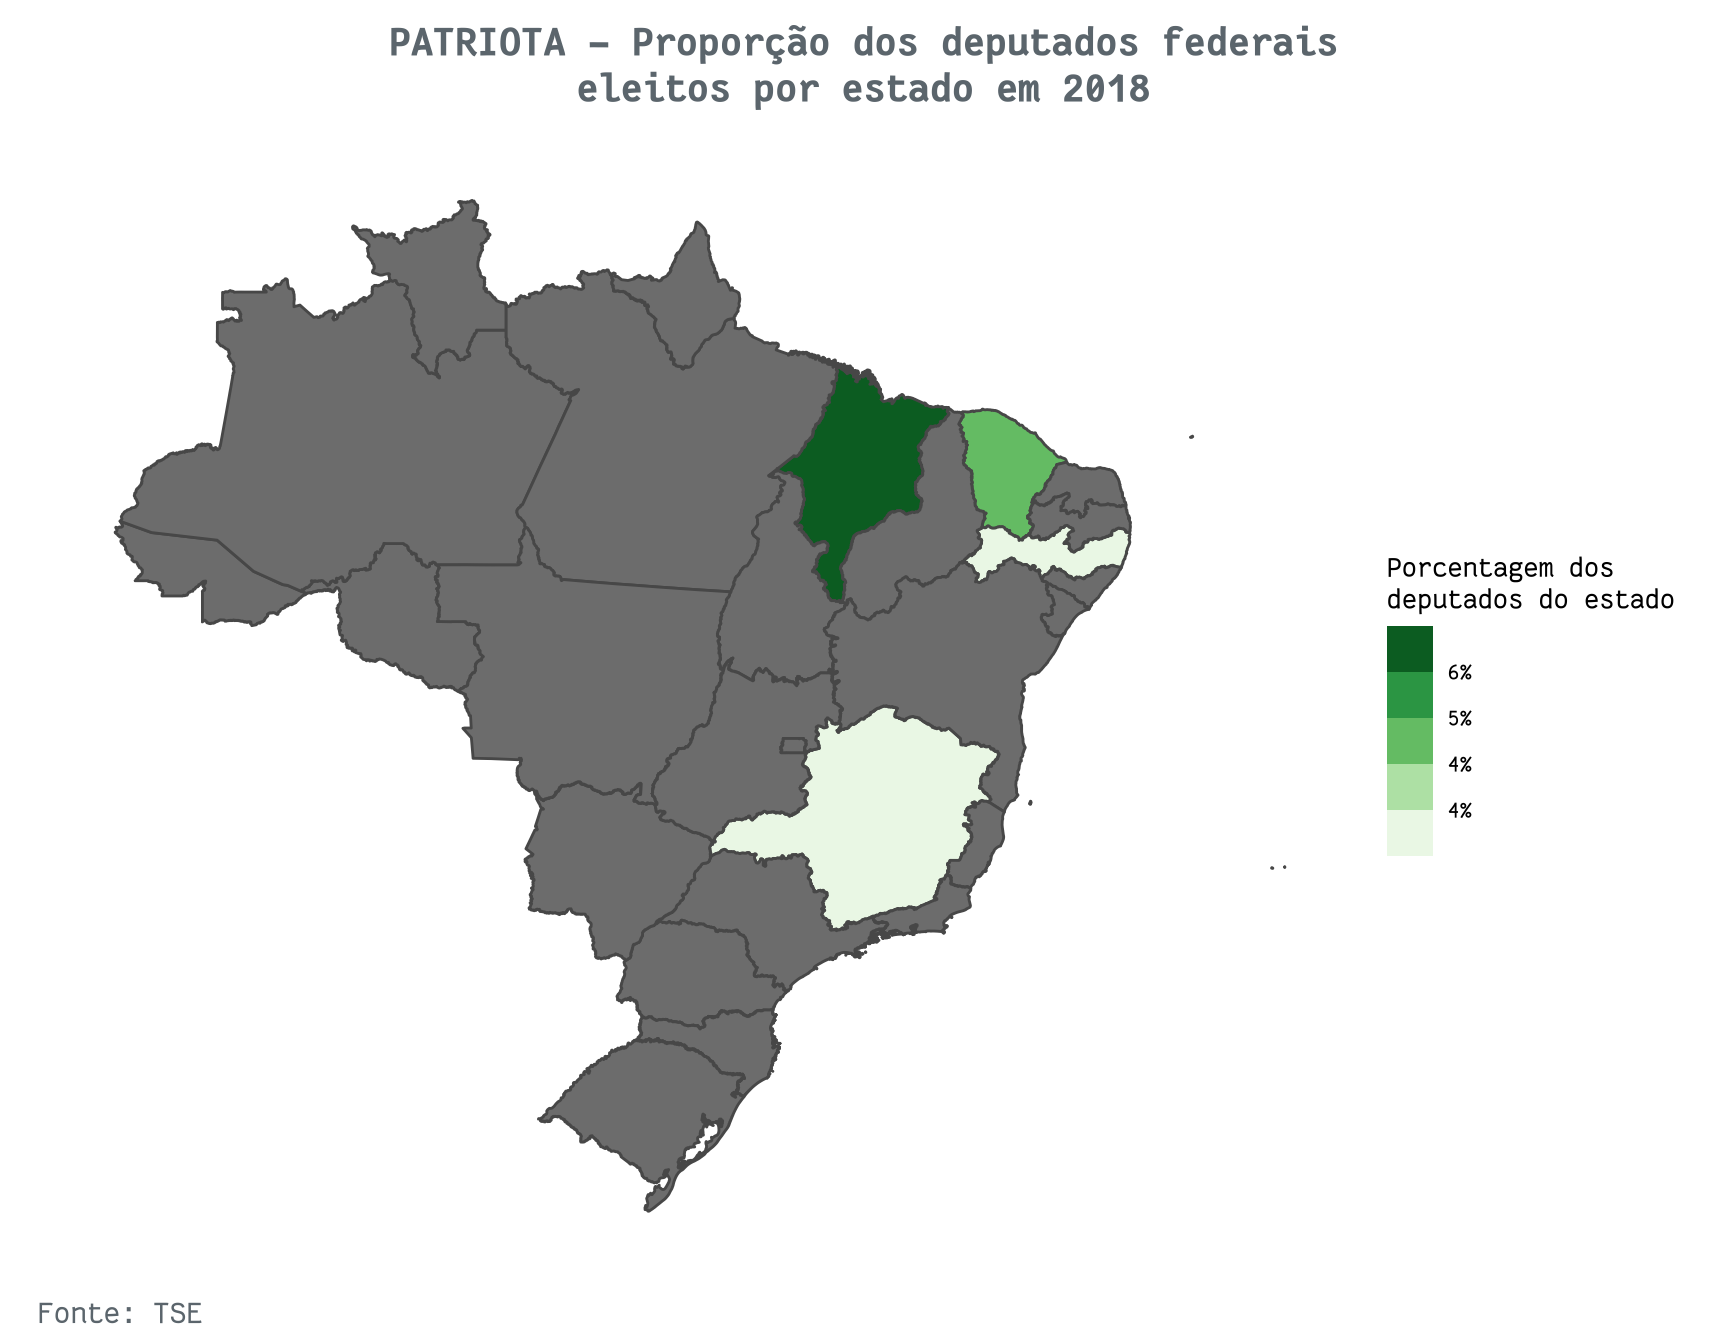 PATRIOTA – Proporção dos deputados federais
eleitos por estado em 2018
Porcentagem dos
deputados do estado
6%
5%
4%
4%
Fonte: TSE